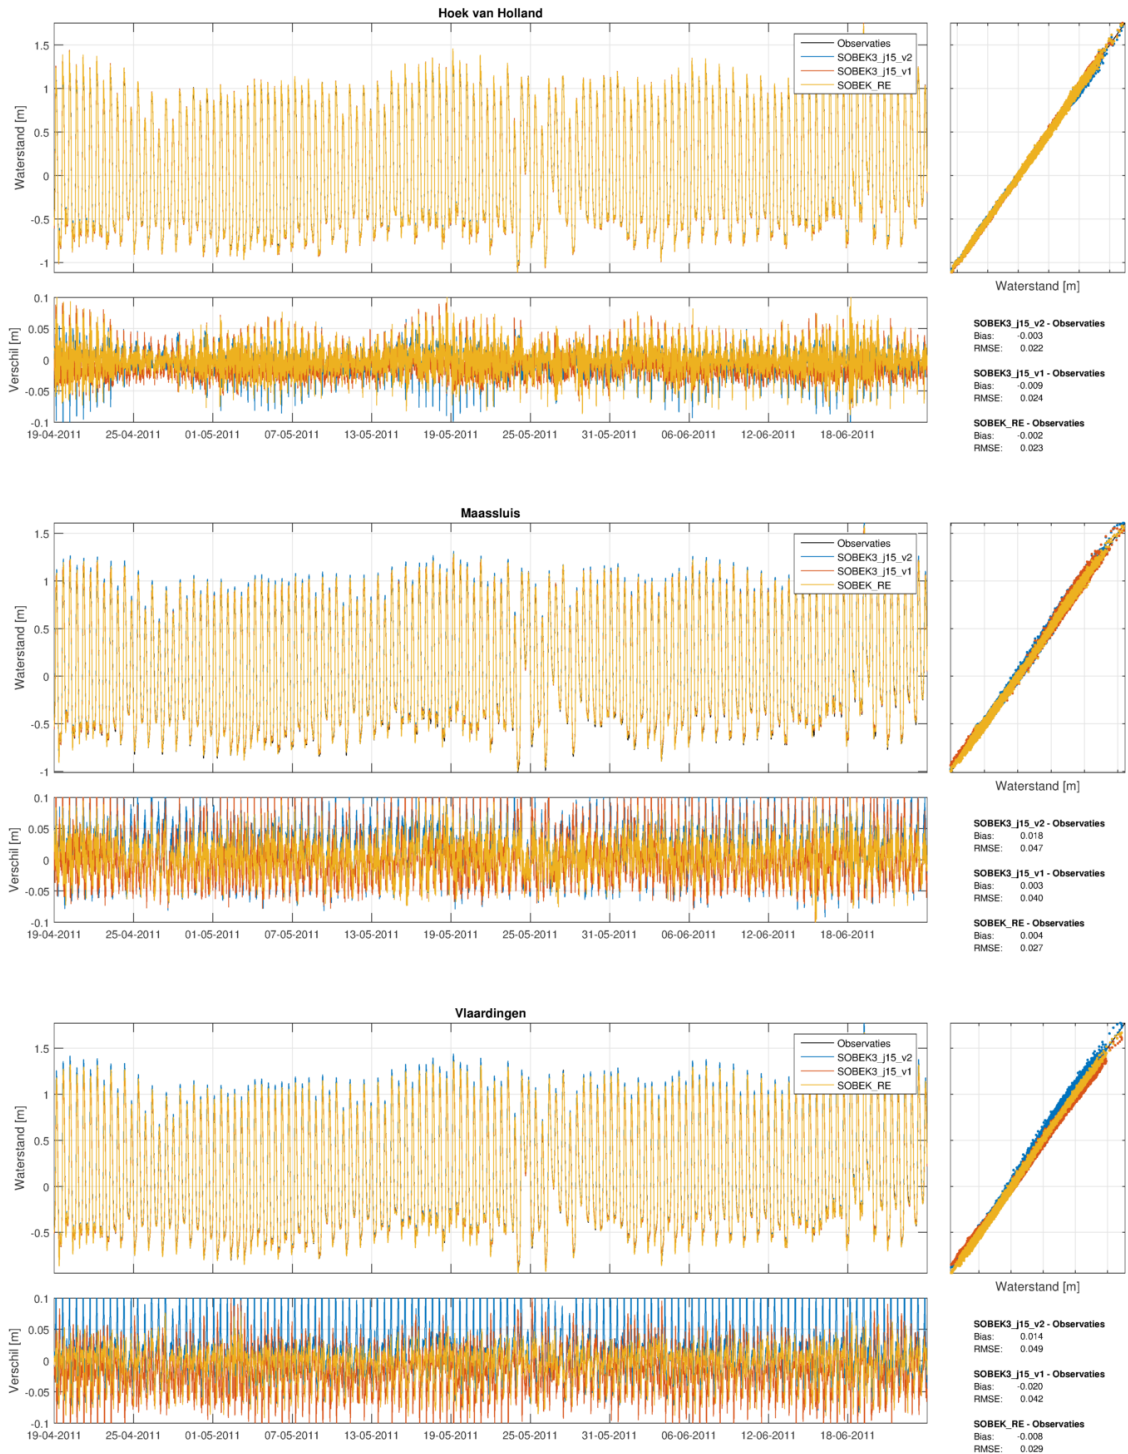 Hoek van Holland
Waterstand [m]
1.5
1
0.5
0
-0.5
-1
Observaties
SOBEK3_j15_v2
SOBEK3_j15_v1
SOBEK_RE
Waterstand [m]
Verschil [m]
0.1
0.05
0
-0.05
-0.1
19-04-2011 25-04-2011 01-05-2011 07-05-2011 13-05-2011 19-05-2011 25-05-2011 31-05-2011 06-06-2011 12-06-2011 18-06-2011
SOBEK3_j15_v2 - Observaties
Bias: -0.003
RMSE: 0.022
SOBEK3_j15_v1 - Observaties
Bias: -0.009
RMSE: 0.024
SOBEK_RE - Observaties
Bias: -0.002
RMSE: 0.023
Maassluis
Waterstand [m]
1.5
1
0.5
0
-0.5
-1
Observaties
SOBEK3_j15_v2
SOBEK3_j15_v1
SOBEK_RE
Waterstand [m]
Verschil [m]
0.1
0.05
0
-0.05
-0.1
19-04-2011 25-04-2011 01-05-2011 07-05-2011 13-05-2011 19-05-2011 25-05-2011 31-05-2011 06-06-2011 12-06-2011 18-06-2011
SOBEK3_j15_v2 - Observaties
Bias: 0.018
RMSE: 0.047
SOBEK3_j15_v1 - Observaties
Bias: 0.003
RMSE: 0.040
SOBEK_RE - Observaties
Bias: 0.004
RMSE: 0.027
Vlaardingen
Waterstand [m]
1.5
1
0.5
0
-0.5
Observaties
SOBEK3_j15_v2
SOBEK3_j15_v1
SOBEK_RE
Waterstand [m]
Verschil [m]
0.1
0.05
0
-0.05
-0.1
19-04-2011 25-04-2011 01-05-2011 07-05-2011 13-05-2011 19-05-2011 25-05-2011 31-05-2011 06-06-2011 12-06-2011 18-06-2011
SOBEK3_j15_v2 - Observaties
Bias: 0.014
RMSE: 0.049
SOBEK3_j15_v1 - Observaties
Bias: -0.020
RMSE: 0.042
SOBEK_RE - Observaties
Bias: -0.008
RMSE: 0.029